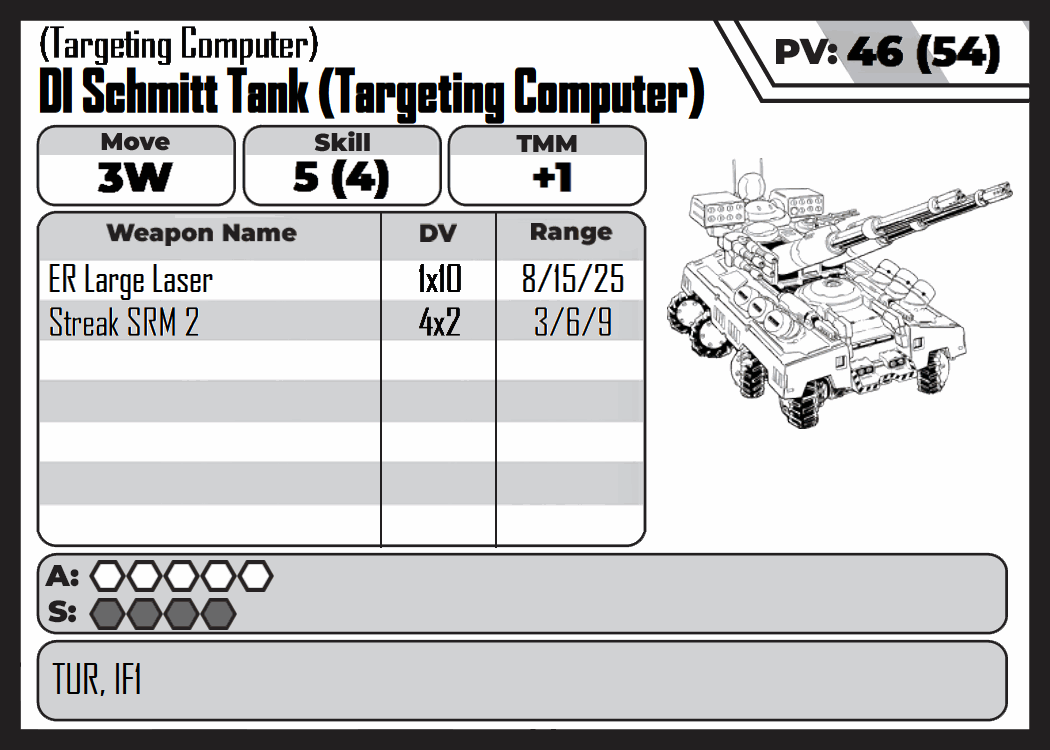 (Targeting Computer)
DI Schmitt Tank (Targeting Computer)
PV: 46 (54)
Move Skill TMM
3W 5 (4) +1
Weapon Name DV Range
ER Large Laser 1x10 8/15/25
Streak SRM 2 4x2 3/6/9
A:
S:
TUR, IF1